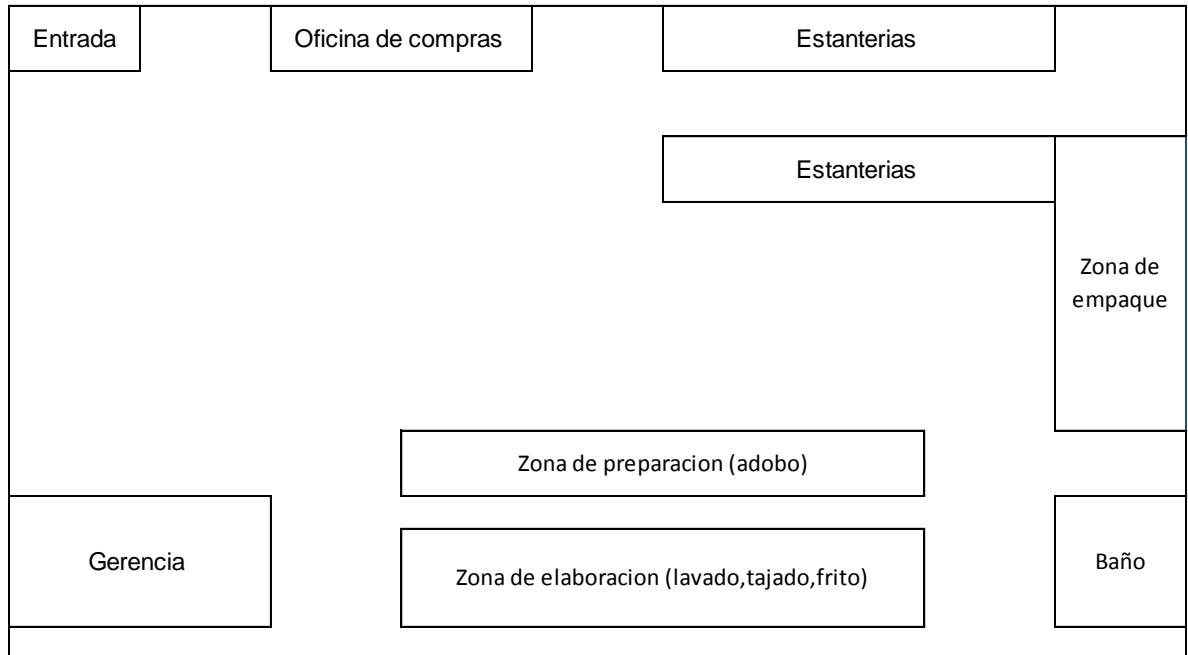 Entrada
Oficina de compras
Estanterias
Estanterias
Zona de
empaque
Zona de preparacion (adobo)
Gerencia
Zona de elaboracion (lavado,tajado,frito)
Baño